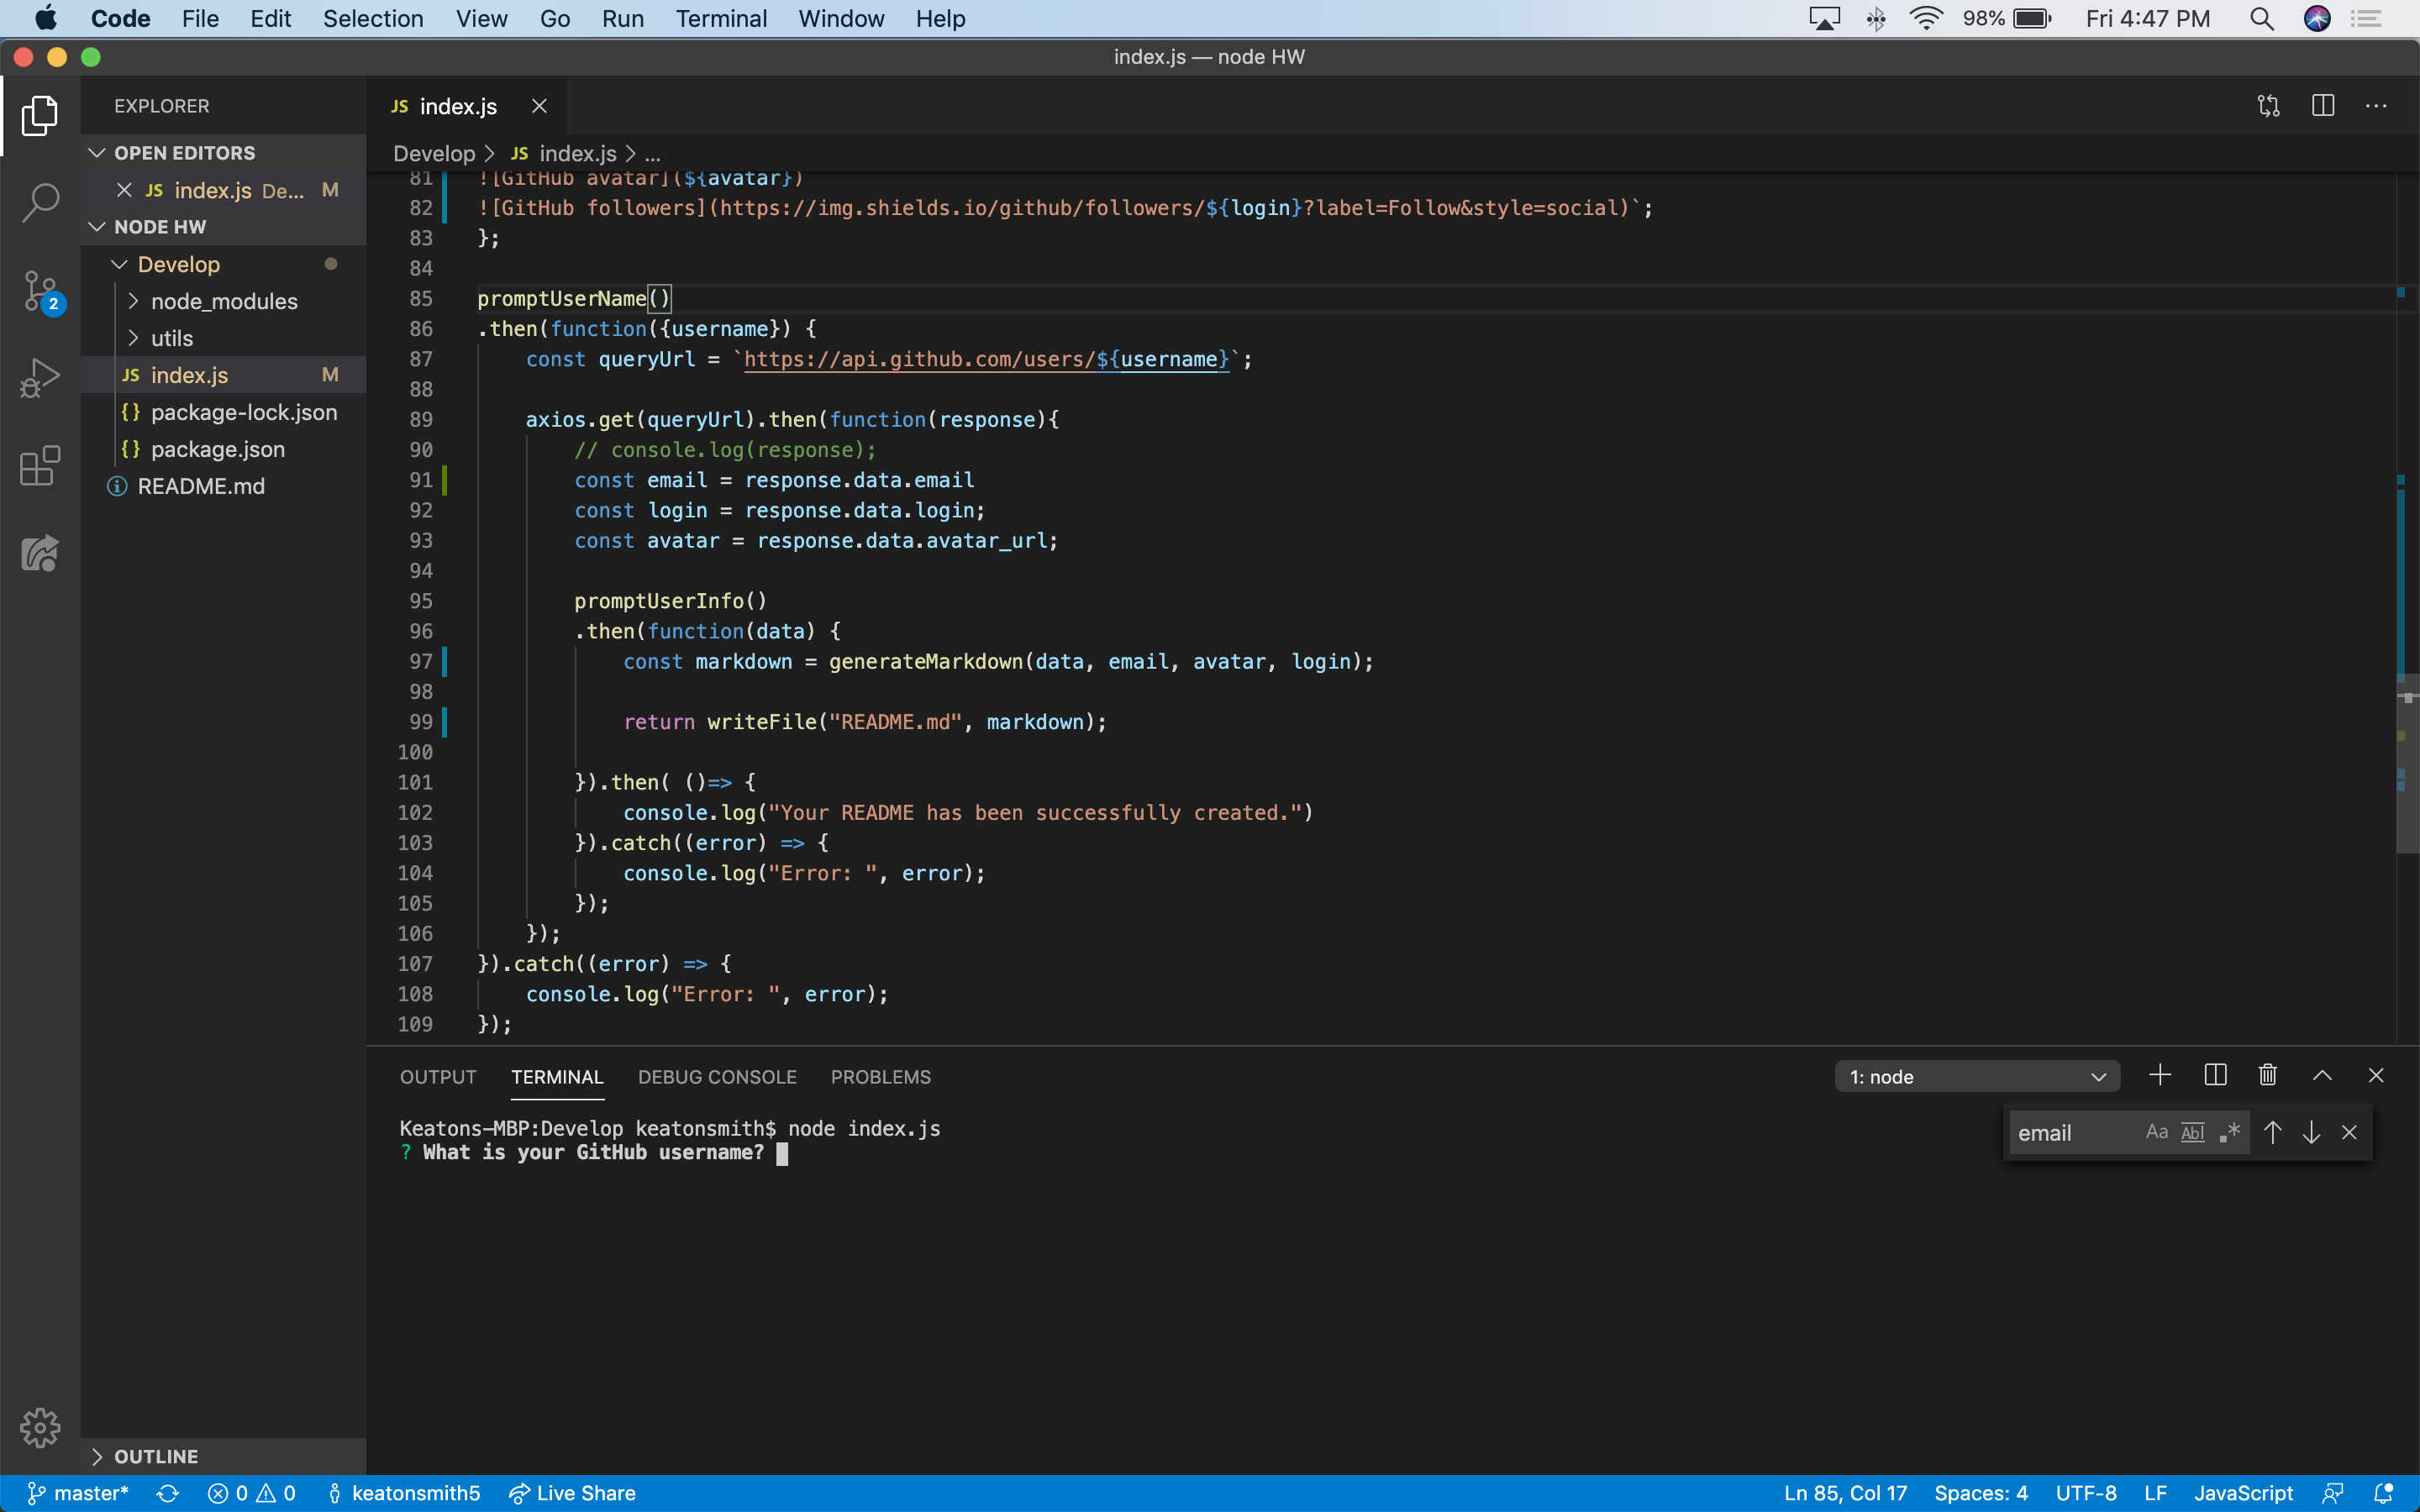 Code File Edit Selection View Go Run Terminal Window Help 98% Fri 4:47 PM
index.js — node HW
EXPLORER
JS index.js
OPEN EDITORS
Develop > JS index.js > ...
JS index.js De... M
NODE HW
Develop
node_modules
utils
JS index.js M
{} package-lock.json
{} package.json
README.md
OUTLINE
81 ![GitHub avatar](${avatar})
82 ![GitHub followers](https://img.shields.io/github/followers/${login}?label=Follow&style=social)`;
83 };
84
85 promptUserName()
86 .then(function({username}) {
87 const queryUrl = `https://api.github.com/users/${username}`;
88
89 axios.get(queryUrl).then(function(response){
90 // console.log(response);
91 const email = response.data.email
92 const login = response.data.login;
93 const avatar = response.data.avatar_url;
94
95 promptUserInfo()
96 .then(function(data) {
97 const markdown = generateMarkdown(data, email, avatar, login);
98
99 return writeFile("README.md", markdown);
100
101 }).then( ()=> {
102 console.log("Your README has been successfully created.")
103 }).catch((error) => {
104 console.log("Error: ", error);
105 });
106 });
107 }).catch((error) => {
108 console.log("Error: ", error);
109 });
OUTPUT TERMINAL DEBUG CONSOLE PROBLEMS 1: node
email Aa Abl .*
Keatons-MBP:Develop keatonsmith$ node index.js
? What is your GitHub username?
2
master* 0 0 keatonsmith5 Live Share Ln 85, Col 17 Spaces: 4 UTF-8 LF JavaScript